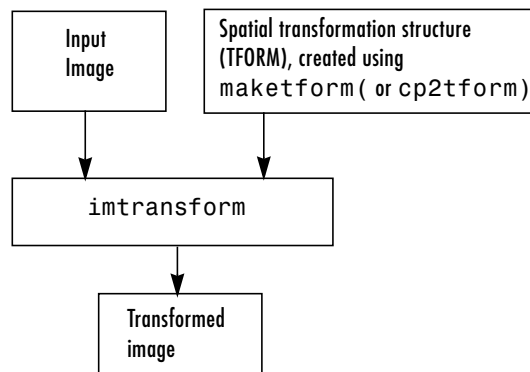 Input
Image
Spatial transformation structure
(TFORM), created using
maketform( or cp2tform)
imtransform
Transformed
image